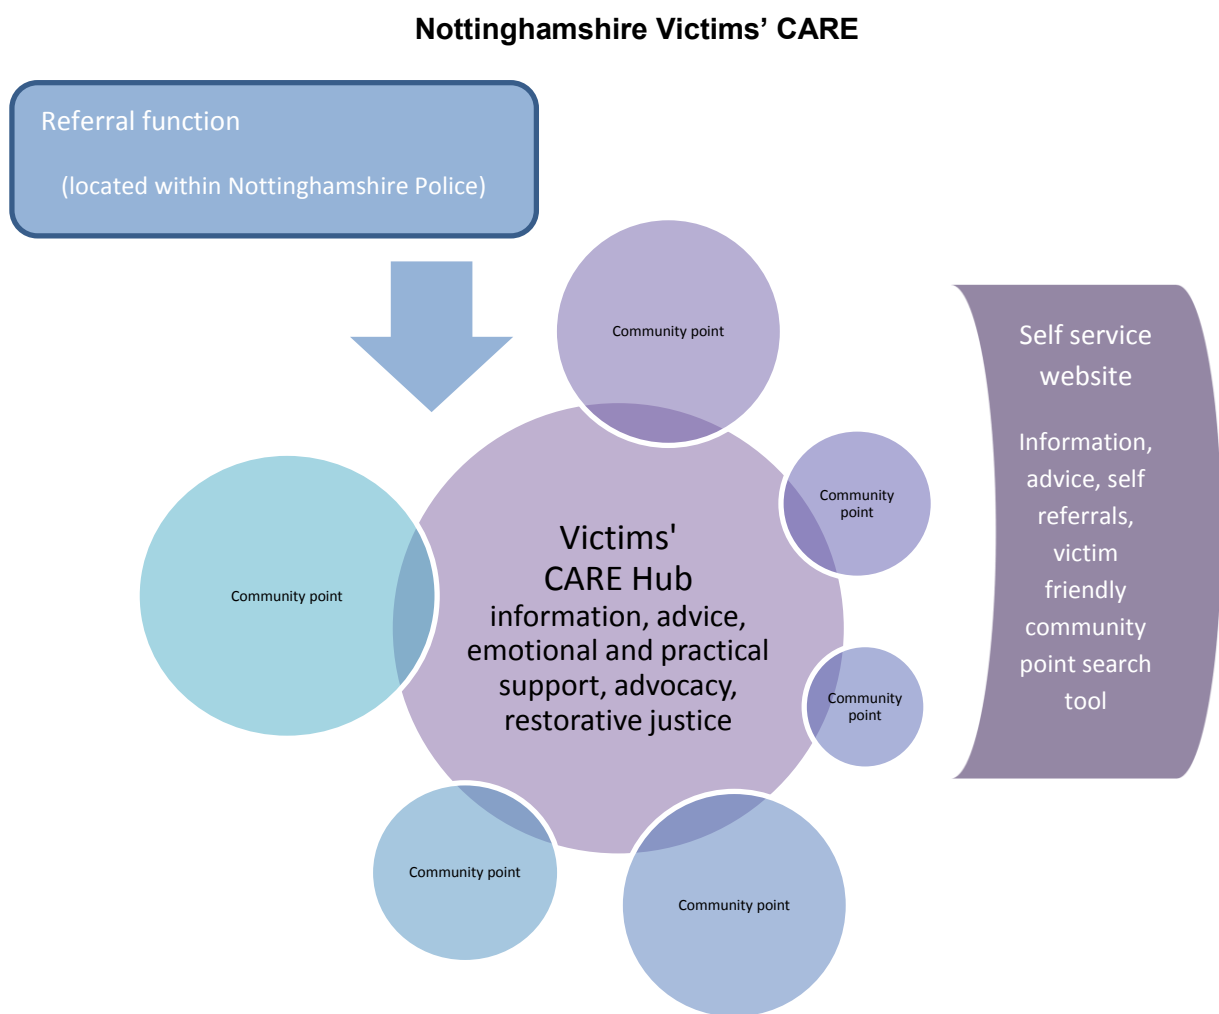 Nottinghamshire Victims’ CARE
Referral function
(located within Nottinghamshire Police)
Community point
Community
point
Community point
Victims'
CARE Hub
information, advice,
emotional and practical
support, advocacy,
restorative justice
Community
point
Community point
Community point
Self service
website
Information,
advice, self
referrals,
victim
friendly
community
point search
tool